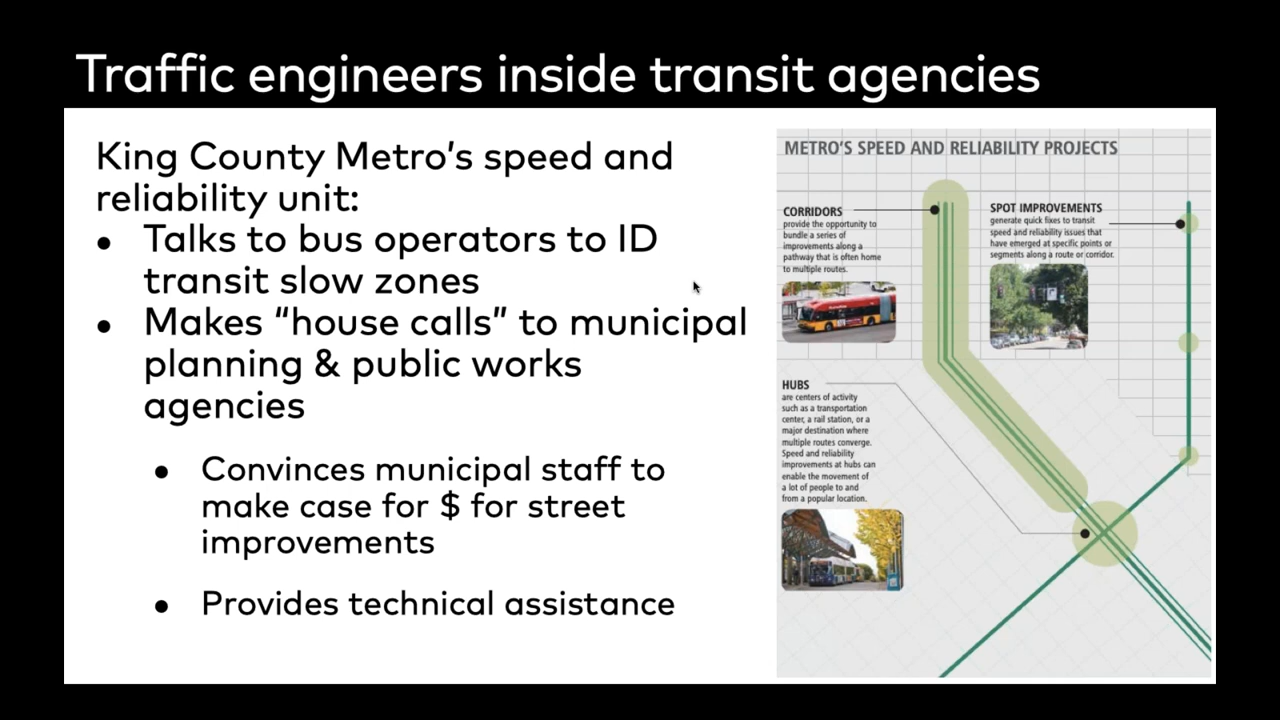 Traffic engineers inside transit agencies
King County Metro’s speed and
reliability unit:
● Talks to bus operators to ID
transit slow zones
● Makes “house calls” to municipal
planning & public works
agencies
● Convinces municipal staff to
make case for $ for street
improvements
● Provides technical assistance
METRO'S SPEED AND RELIABILITY PROJECTS
CORRIDORS
provide the opportunity to
bundle a series of
improvements along a
pathway that is often home
to multiple routes.
SPOT IMPROVEMENTS
generate quick fixes to transit
speed and reliability issues that
have emerged at specific points or
segments along a route or corridor.
HUBS
are centers of activity
such as a transportation
center, a rail station, or a
major destination where
multiple routes converge.
Speed and reliability
improvements at hubs can
enable the movement of
a lot of people to and
from a popular location.